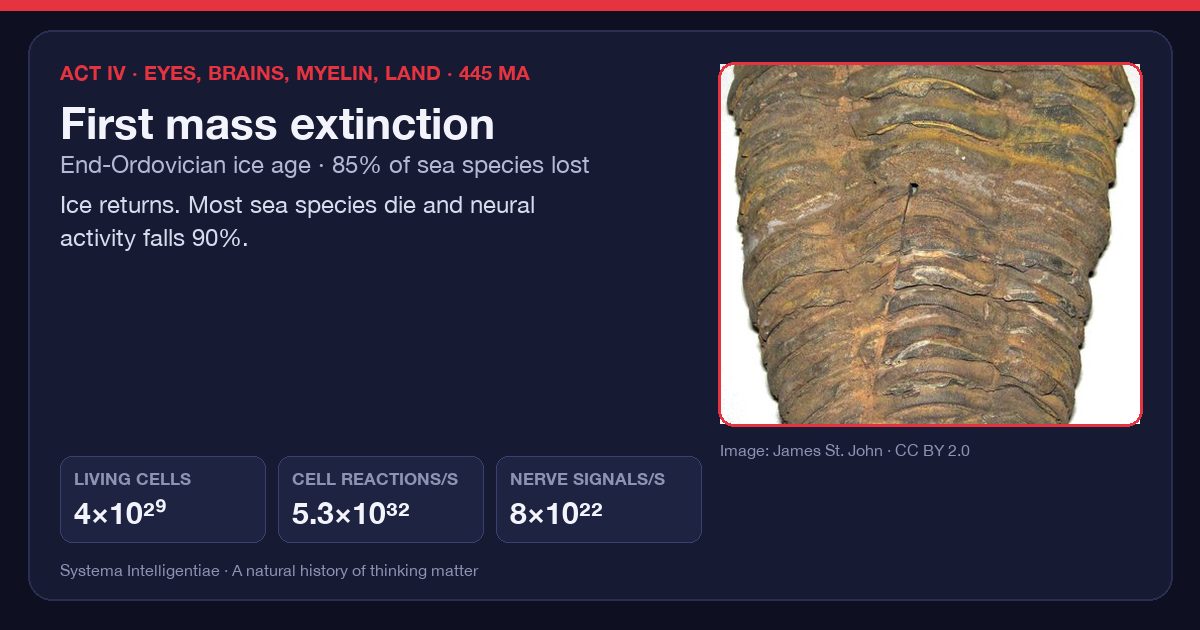 ACT IV · EYES, BRAINS, MYELIN, LAND · 445 MA
First mass extinction
End-Ordovician ice age · 85% of sea species lost
Ice returns. Most sea species die and neural
activity falls 90%.
Image: James St. John · CC BY 2.0
LIVING CELLS
4×10²⁹
CELL REACTIONS/S
5.3×10³²
NERVE SIGNALS/S
8×10²²
Systema Intelligentiae · A natural history of thinking matter